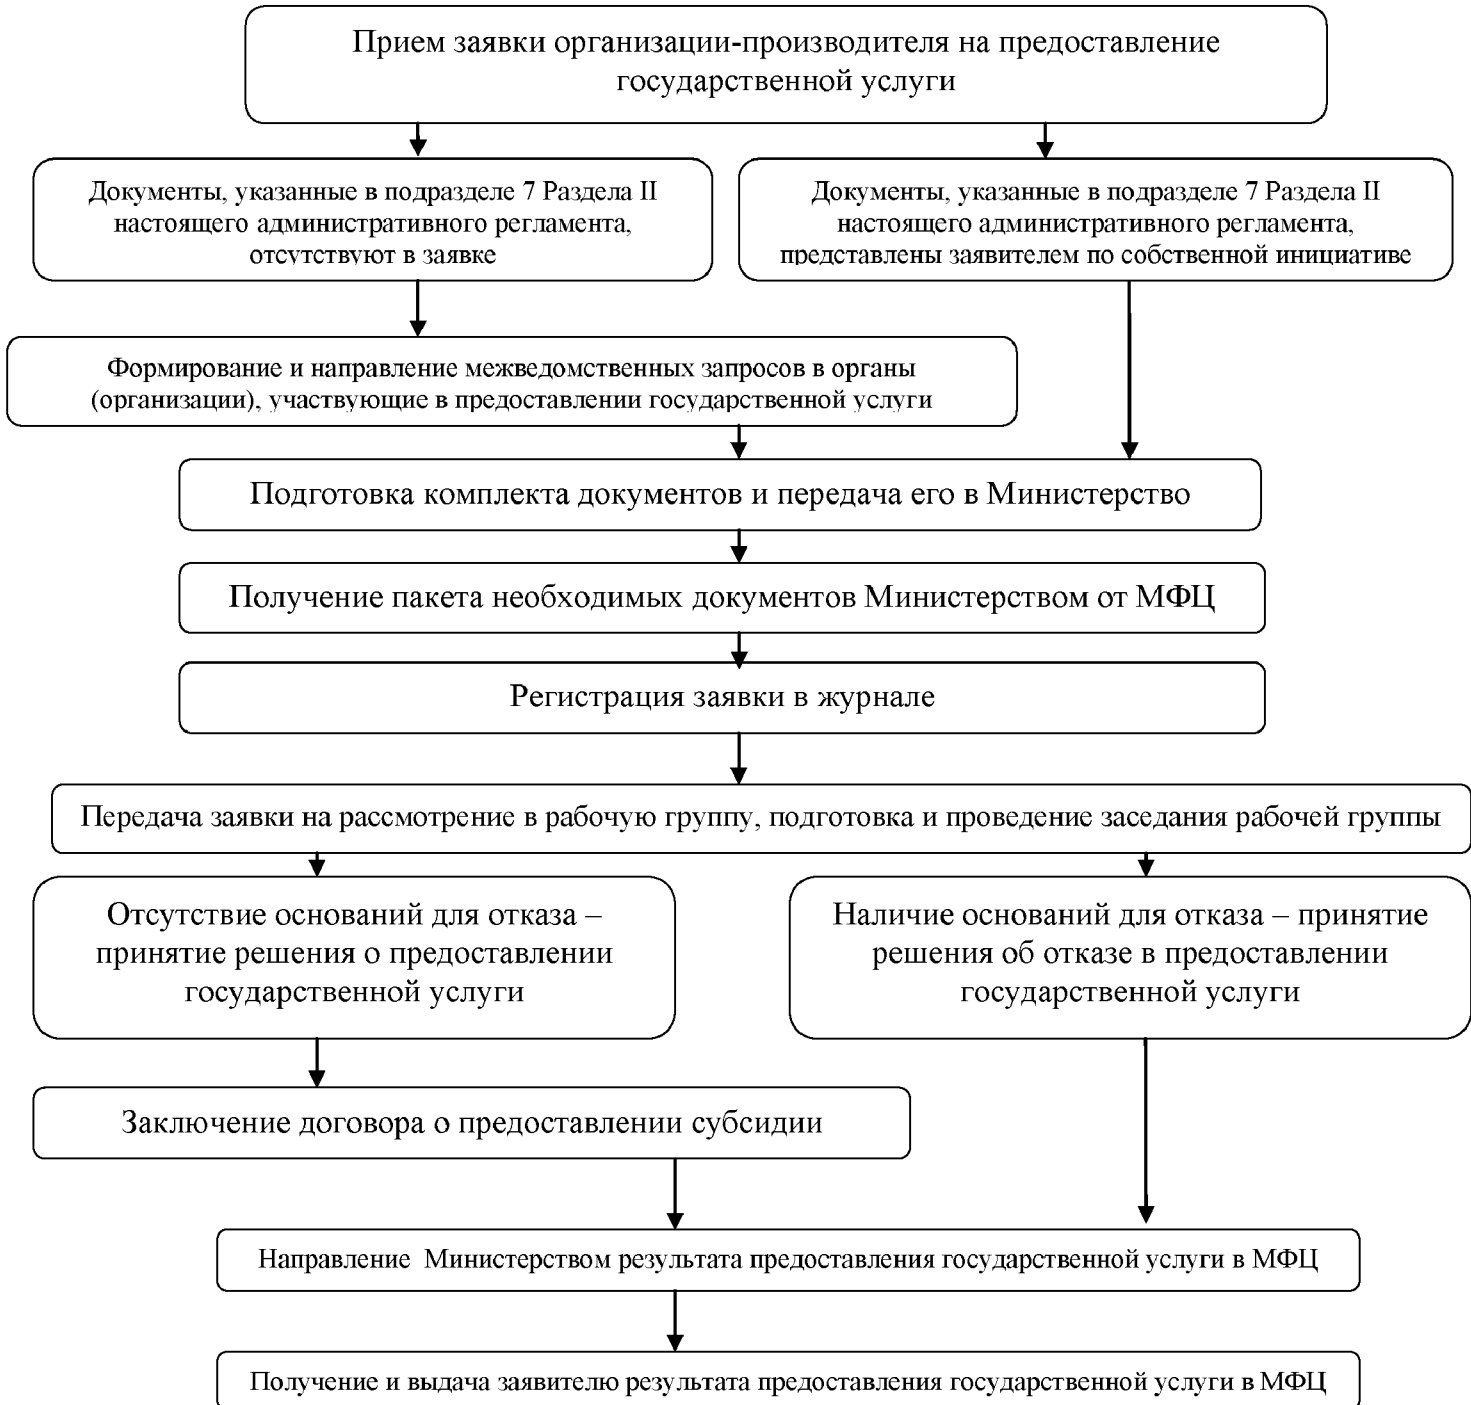 Прием заявки организации-производителя на предоставление
государственной услуги
Документы, указанные в подразделе 7 Раздела II
настоящего административного регламента,
отсутствуют в заявке
Документы, указанные в подразделе 7 Раздела II
настоящего административного регламента,
представлены заявителем по собственной инициативе
Формирование и направление межведомственных запросов в органы
(организации), участвующие в предоставлении государственной услуги
Подготовка комплекта документов и передача его в Министерство
Получение пакета необходимых документов Министерством от МФЦ
Регистрация заявки в журнале
Передача заявки на рассмотрение в рабочую группу, подготовка и проведение заседания рабочей группы
Отсутствие оснований для отказа –
принятие решения о предоставлении
государственной услуги
Наличие оснований для отказа – принятие
решения об отказе в предоставлении
государственной услуги
Заключение договора о предоставлении субсидии
Направление  Министерством результата предоставления государственной услуги в МФЦ
Получение и выдача заявителю результата предоставления государственной услуги в МФЦ